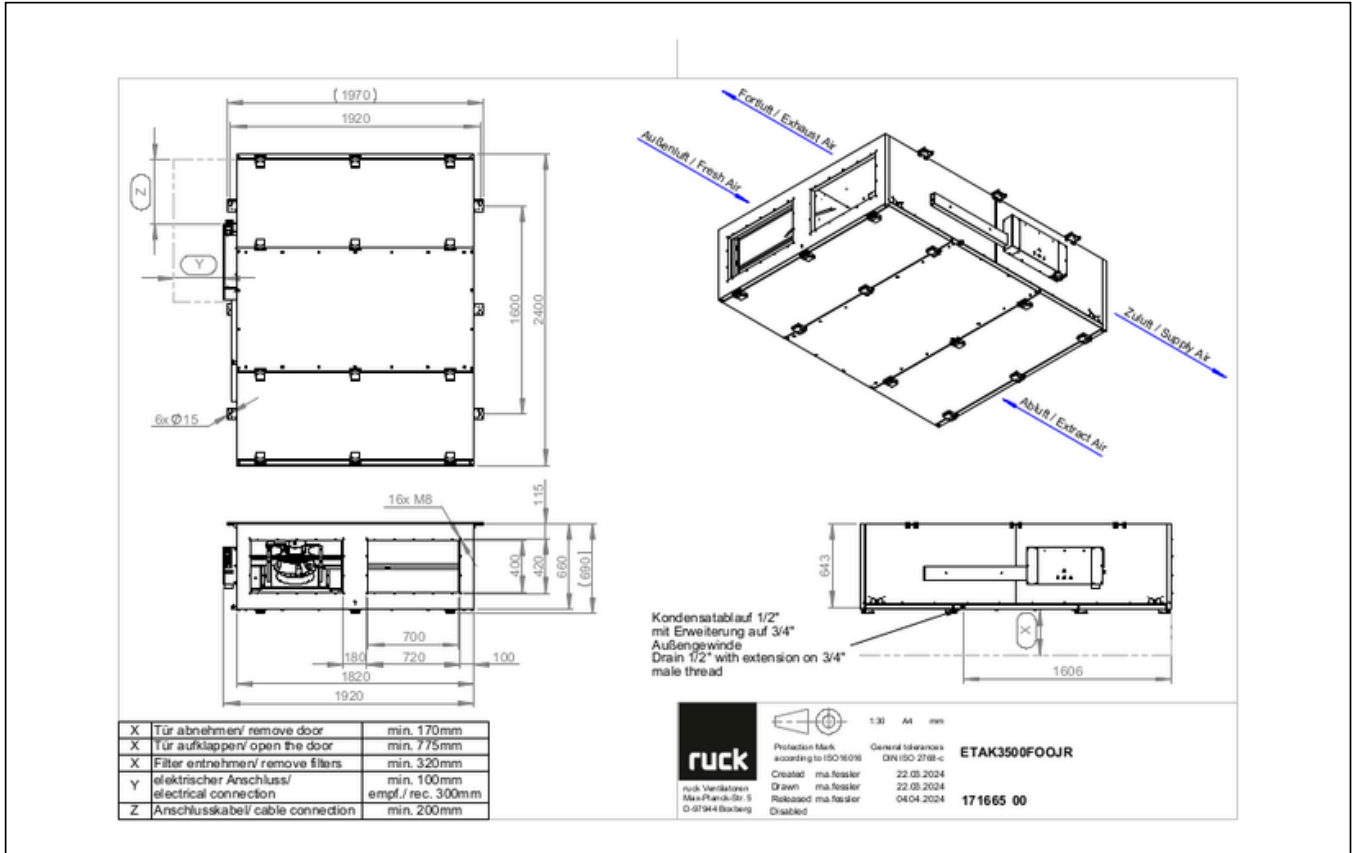 (1970)
1920
Z
Y
1600
2400
6x Ø15
Fortluft / Exhaust Air
Außenluft / Fresh Air
Zuluft / Supply Air
Abluft / Extract Air
16x M8
115
400
420
660
(690)
700
180
720
100
1820
1920
643
X
1606
Kondensatablauf 1/2"
mit Erweiterung auf 3/4"
Außengewinde
Drain 1/2" with extension on 3/4"
male thread
X Tür abnehmen/ remove door min. 170mm
X Tür aufklappen/ open the door min. 775mm
X Filter entnehmen/ remove filters min. 320mm
Y elektrischer Anschluss/ min. 100mm
electrical connection empf./ rec. 300mm
Z Anschlusskabel/ cable connection min. 200mm
ruck
ruck Ventilatoren
Max-Planck-Str. 5
D-97944 Boxberg
1:30 A4 mm
Protection Mark General tolerances
according to ISO16016 DIN ISO 2768-c
ETAK3500FOOJR
Created ma.fessler 22.03.2024
Drawn ma.fessler 22.03.2024
Released ma.fessler 04.04.2024
Disabled
171665 00